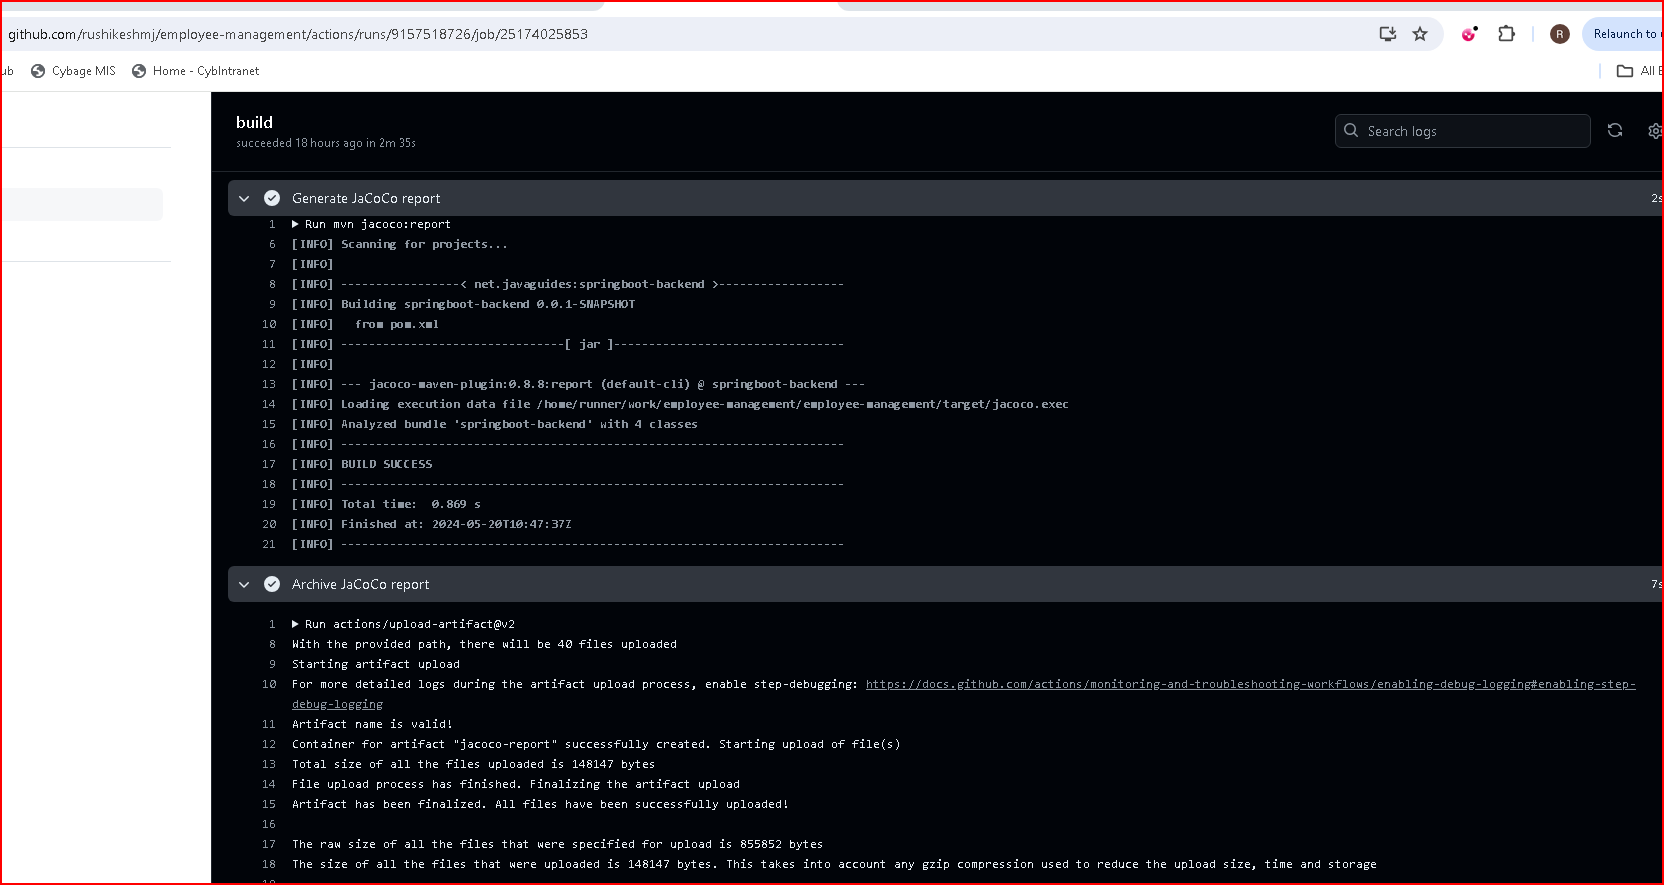 github.com/rushikeshmj/employee-management/actions/runs/9157518726/job/25174025853
R
Relaunch to
ub Cybage MIS Home - CybIntranet
All
build
succeeded 18 hours ago in 2m 35s
Search logs
Generate JaCoCo report 2s
1 Run mvn jacoco:report
6 [INFO] Scanning for projects...
7 [INFO]
8 [INFO] -----------------< net.javaguides:springboot-backend >------------------
9 [INFO] Building springboot-backend 0.0.1-SNAPSHOT
10 [INFO]   from pom.xml
11 [INFO] --------------------------------[ jar ]---------------------------------
12 [INFO]
13 [INFO] --- jacoco-maven-plugin:0.8.8:report (default-cli) @ springboot-backend ---
14 [INFO] Loading execution data file /home/runner/work/employee-management/employee-management/target/jacoco.exec
15 [INFO] Analyzed bundle 'springboot-backend' with 4 classes
16 [INFO] ------------------------------------------------------------------------
17 [INFO] BUILD SUCCESS
18 [INFO] ------------------------------------------------------------------------
19 [INFO] Total time:  0.869 s
20 [INFO] Finished at: 2024-05-20T10:47:37Z
21 [INFO] ------------------------------------------------------------------------
Archive JaCoCo report 7s
1 Run actions/upload-artifact@v2
8 With the provided path, there will be 40 files uploaded
9 Starting artifact upload
10 For more detailed logs during the artifact upload process, enable step-debugging: https://docs.github.com/actions/monitoring-and-troubleshooting-workflows/enabling-debug-logging#enabling-step-
debug-logging
11 Artifact name is valid!
12 Container for artifact "jacoco-report" successfully created. Starting upload of file(s)
13 Total size of all the files uploaded is 148147 bytes
14 File upload process has finished. Finalizing the artifact upload
15 Artifact has been finalized. All files have been successfully uploaded!
16
17 The raw size of all the files that were specified for upload is 855852 bytes
18 The size of all the files that were uploaded is 148147 bytes. This takes into account any gzip compression used to reduce the upload size, time and storage